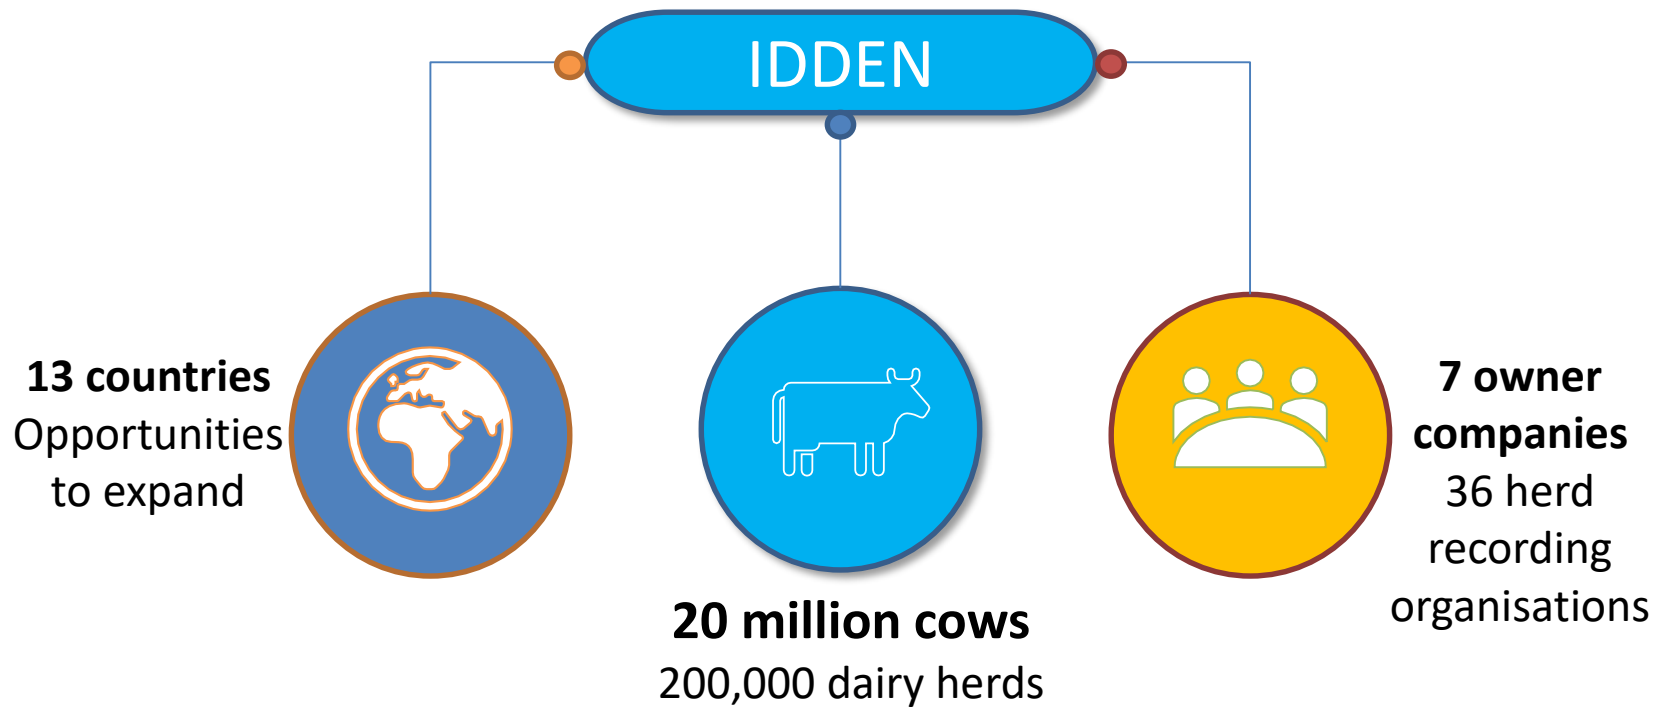 IDDEN
13 countries
Opportunities
to expand
20 million cows
200,000 dairy herds
7 owner
companies
36 herd
recording
organisations